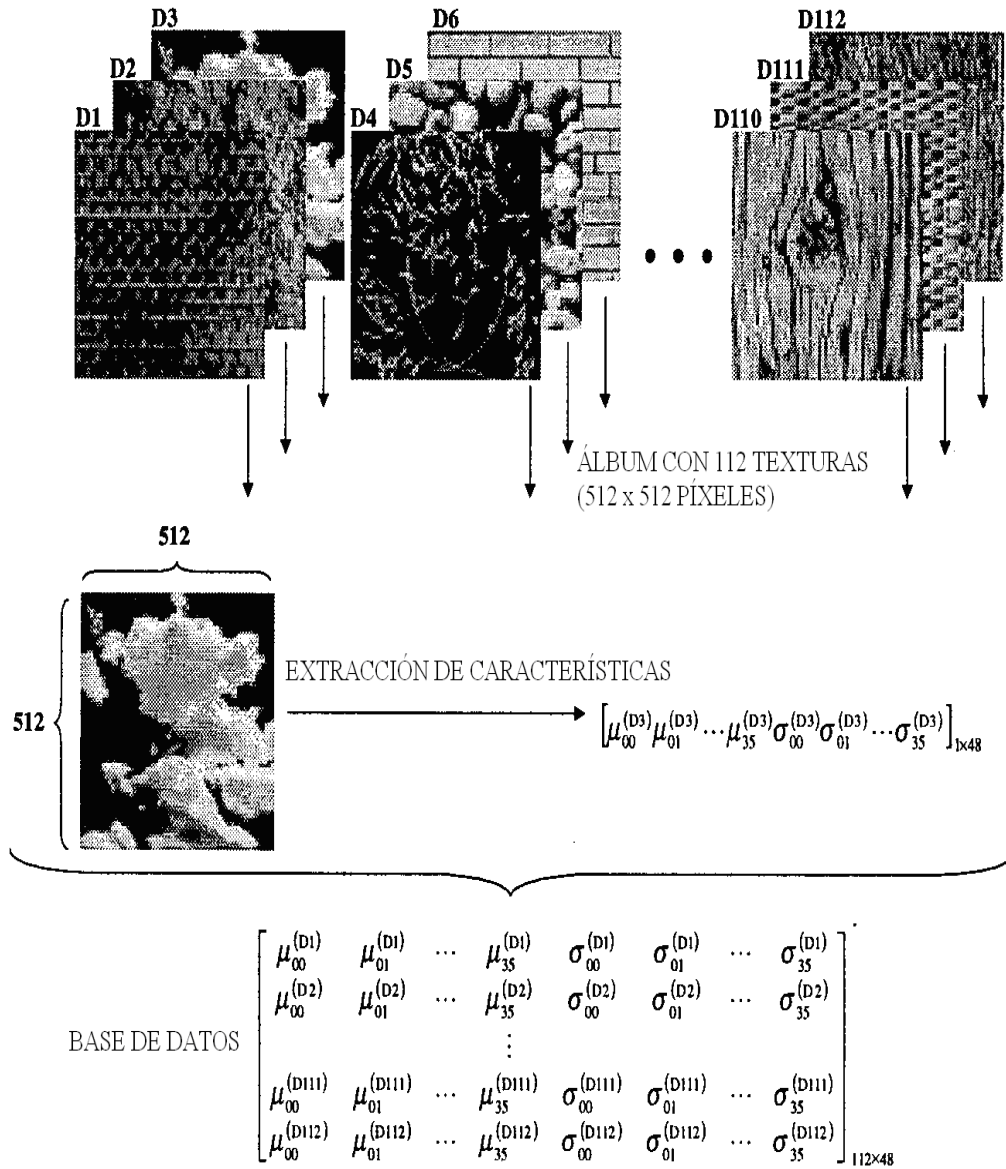 D3
D6
D112
D2
D5
D111
D1
D4
D110
ÁLBUM CON 112 TEXTURAS
(512 x 512 PÍXELES)
512
512
EXTRACCIÓN DE CARACTERÍSTICAS
[μ00^(D3) μ01^(D3) ⋯ μ35^(D3) σ00^(D3) σ01^(D3) ⋯ σ35^(D3)]1×48
μ00^(D1) μ01^(D1) ⋯ μ35^(D1) σ00^(D1) σ01^(D1) ⋯ σ35^(D1)
μ00^(D2) μ01^(D2) ⋯ μ35^(D2) σ00^(D2) σ01^(D2) ⋯ σ35^(D2)
BASE DE DATOS
⋮
μ00^(D111) μ01^(D111) ⋯ μ35^(D111) σ00^(D111) σ01^(D111) ⋯ σ35^(D111)
μ00^(D112) μ01^(D112) ⋯ μ35^(D112) σ00^(D112) σ01^(D112) ⋯ σ35^(D112)
112×48